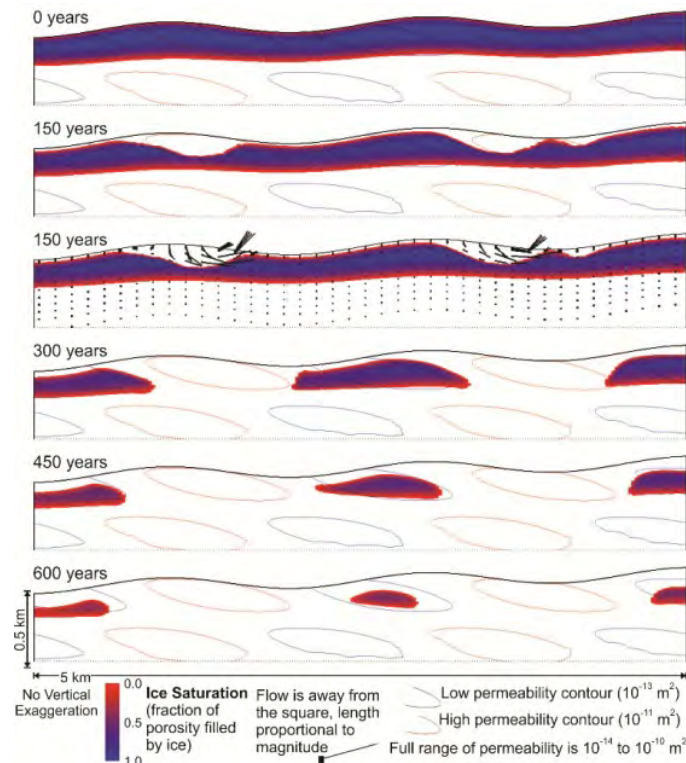 0 years
150 years
150 years
300 years
450 years
600 years
0.5 km
5 km
No Vertical
Exaggeration
0.0
0.5
1.0
Ice Saturation
(fraction of
porosity filled
by ice)
Flow is away from
the square, length
proportional to
magnitude
Low permeability contour (10⁻¹³ m²)
High permeability contour (10⁻¹¹ m²)
Full range of permeability is 10⁻¹⁴ to 10⁻¹⁰ m²